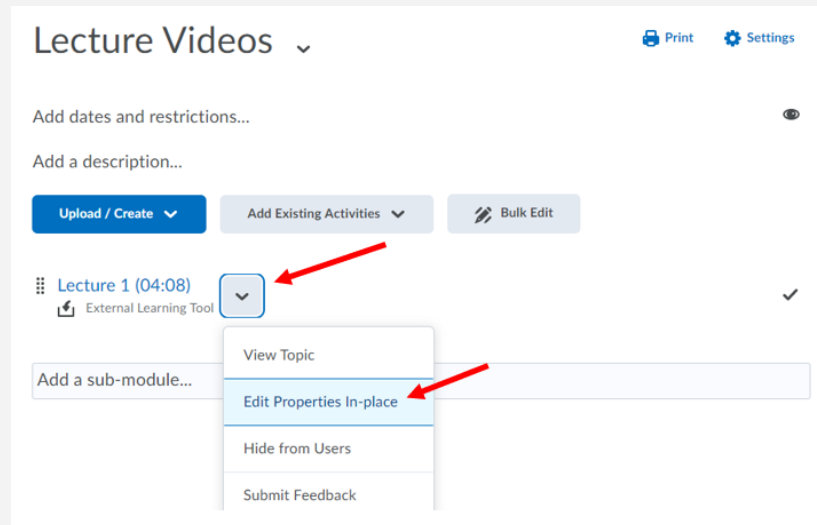 Lecture Videos
Print
Settings
Add dates and restrictions...
Add a description...
Upload / Create
Add Existing Activities
Bulk Edit
Lecture 1 (04:08)
External Learning Tool
View Topic
Add a sub-module...
Edit Properties In-place
Hide from Users
Submit Feedback